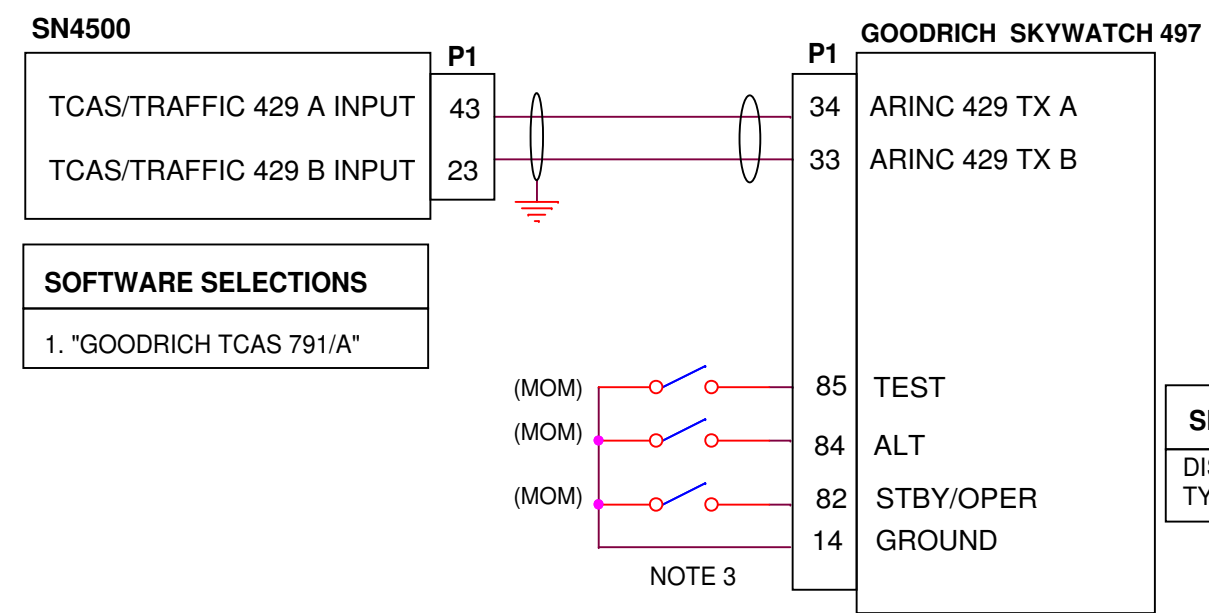 SN4500
GOODRICH SKYWATCH 497
P1
P1
TCAS/TRAFFIC 429 A INPUT 43
34 ARINC 429 TX A
TCAS/TRAFFIC 429 B INPUT 23
33 ARINC 429 TX B
SOFTWARE SELECTIONS
1. "GOODRICH TCAS 791/A"
(MOM) 85 TEST
(MOM) 84 ALT
(MOM) 82 STBY/OPER
14 GROUND
NOTE 3